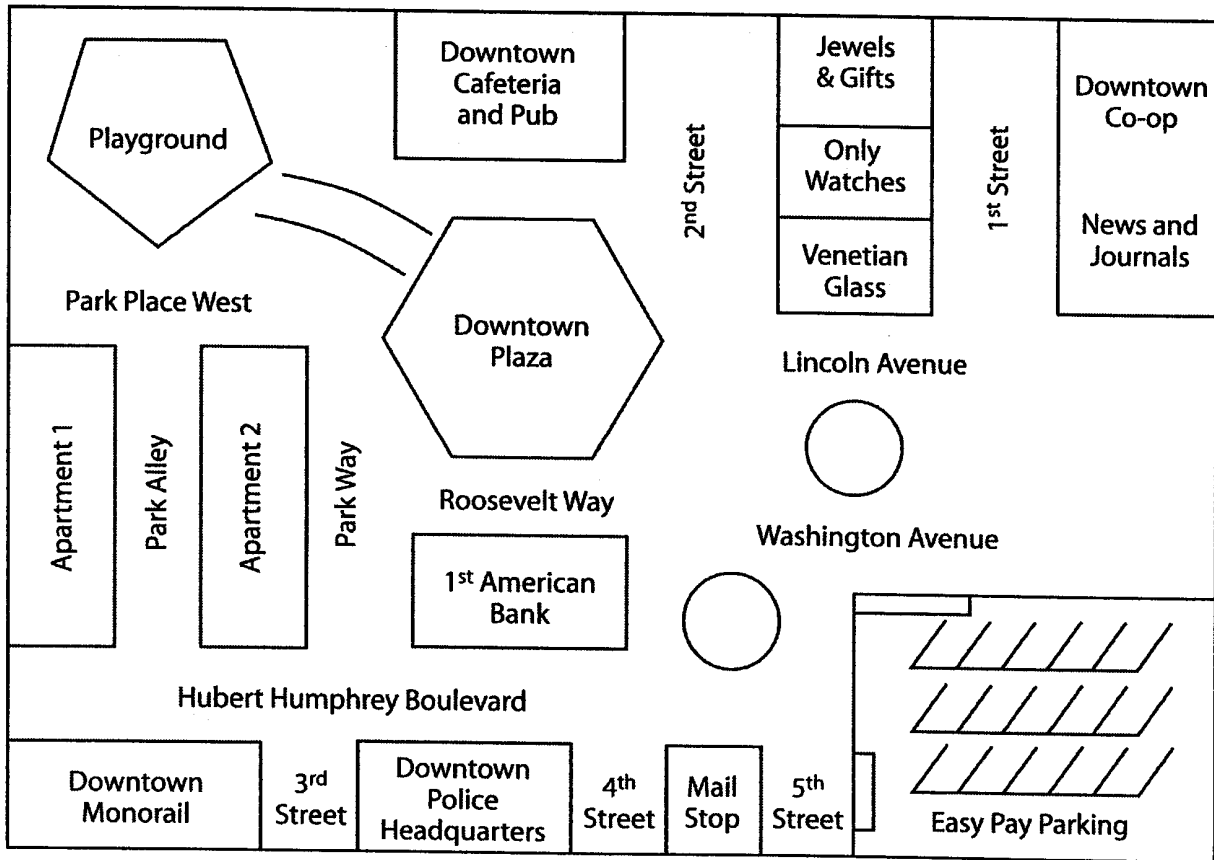 Downtown
Cafeteria
and Pub
Jewels
& Gifts
Downtown
Co-op
Playground
2nd Street
Only
Watches
1st Street
News and
Journals
Venetian
Glass
Park Place West
Downtown
Plaza
Lincoln Avenue
Apartment 1
Park Alley
Apartment 2
Park Way
Roosevelt Way
Washington Avenue
1st American
Bank
Hubert Humphrey Boulevard
Downtown
Monorail
3rd
Street
Downtown
Police
Headquarters
4th
Street
Mail
Stop
5th
Street
Easy Pay Parking